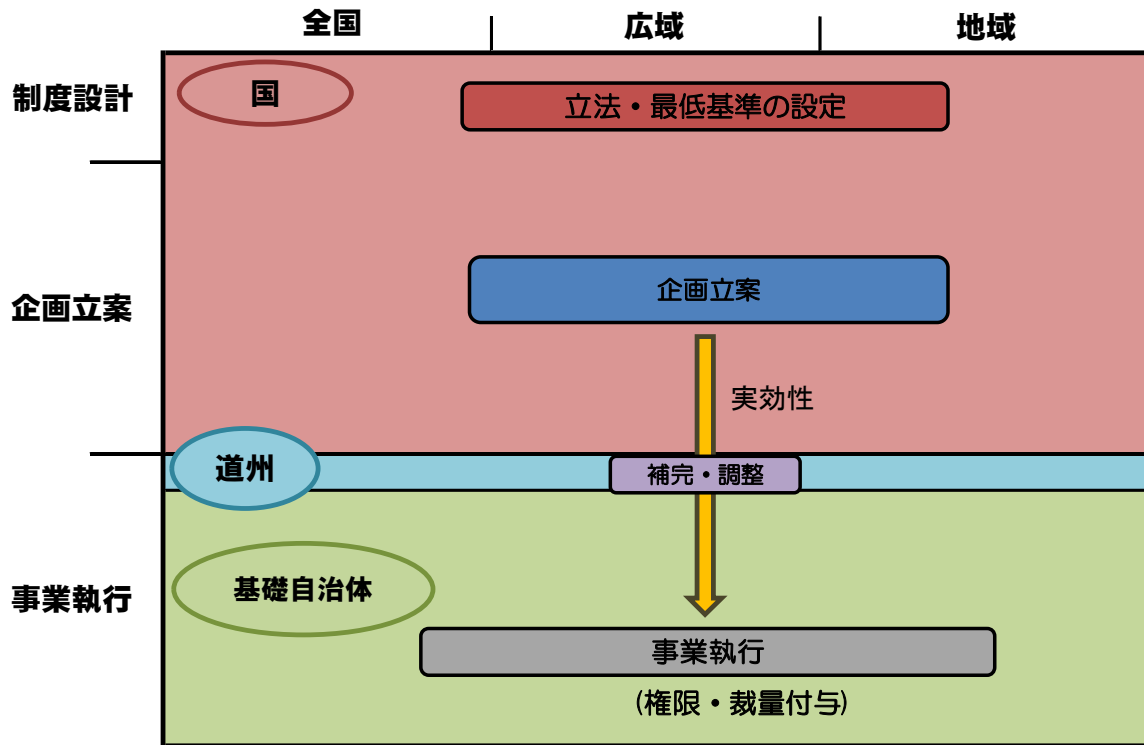 全国
広域
地域
制度設計
国
立法・最低基準の設定
企画立案
企画立案
実効性
道州
補完・調整
事業執行
基礎自治体
事業執行
(権限・裁量付与)